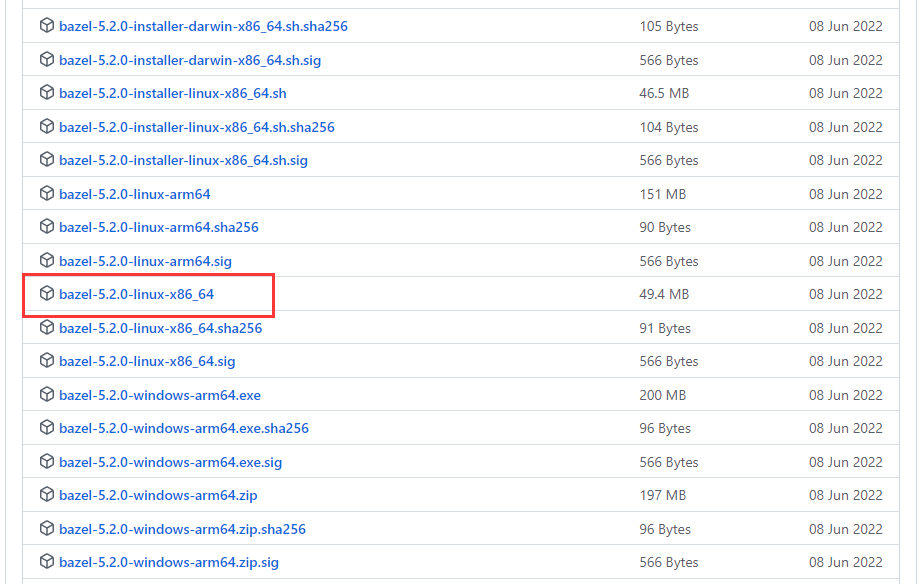 bazel-5.2.0-installer-darwin-x86_64.sh.sha256 105 Bytes 08 Jun 2022
bazel-5.2.0-installer-darwin-x86_64.sh.sig 566 Bytes 08 Jun 2022
bazel-5.2.0-installer-linux-x86_64.sh 46.5 MB 08 Jun 2022
bazel-5.2.0-installer-linux-x86_64.sh.sha256 104 Bytes 08 Jun 2022
bazel-5.2.0-installer-linux-x86_64.sh.sig 566 Bytes 08 Jun 2022
bazel-5.2.0-linux-arm64 151 MB 08 Jun 2022
bazel-5.2.0-linux-arm64.sha256 90 Bytes 08 Jun 2022
bazel-5.2.0-linux-arm64.sig 566 Bytes 08 Jun 2022
bazel-5.2.0-linux-x86_64 49.4 MB 08 Jun 2022
bazel-5.2.0-linux-x86_64.sha256 91 Bytes 08 Jun 2022
bazel-5.2.0-linux-x86_64.sig 566 Bytes 08 Jun 2022
bazel-5.2.0-windows-arm64.exe 200 MB 08 Jun 2022
bazel-5.2.0-windows-arm64.exe.sha256 96 Bytes 08 Jun 2022
bazel-5.2.0-windows-arm64.exe.sig 566 Bytes 08 Jun 2022
bazel-5.2.0-windows-arm64.zip 197 MB 08 Jun 2022
bazel-5.2.0-windows-arm64.zip.sha256 96 Bytes 08 Jun 2022
bazel-5.2.0-windows-arm64.zip.sig 566 Bytes 08 Jun 2022